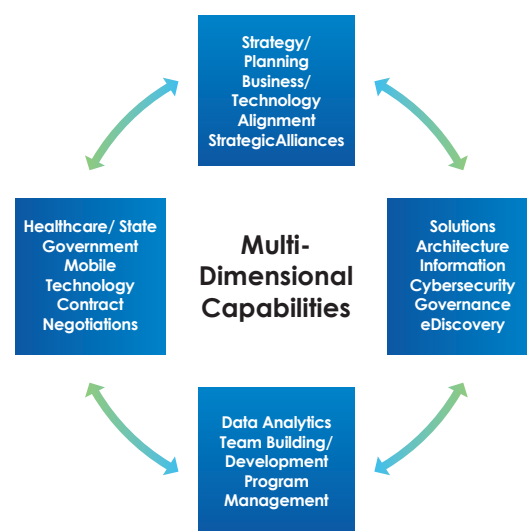 Strategy/
Planning
Business/
Technology
Alignment
StrategicAlliances
Healthcare/ State
Government
Mobile
Technology
Contract
Negotiations
Multi-
Dimensional
Capabilities
Solutions
Architecture
Information
Cybersecurity
Governance
eDiscovery
Data Analytics
Team Building/
Development
Program
Management